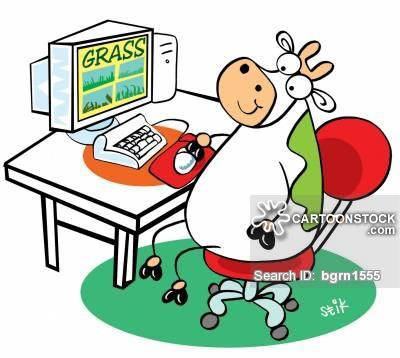 GRASS
CARTOONSTOCK
.com
Search ID: bgrn1555
stik